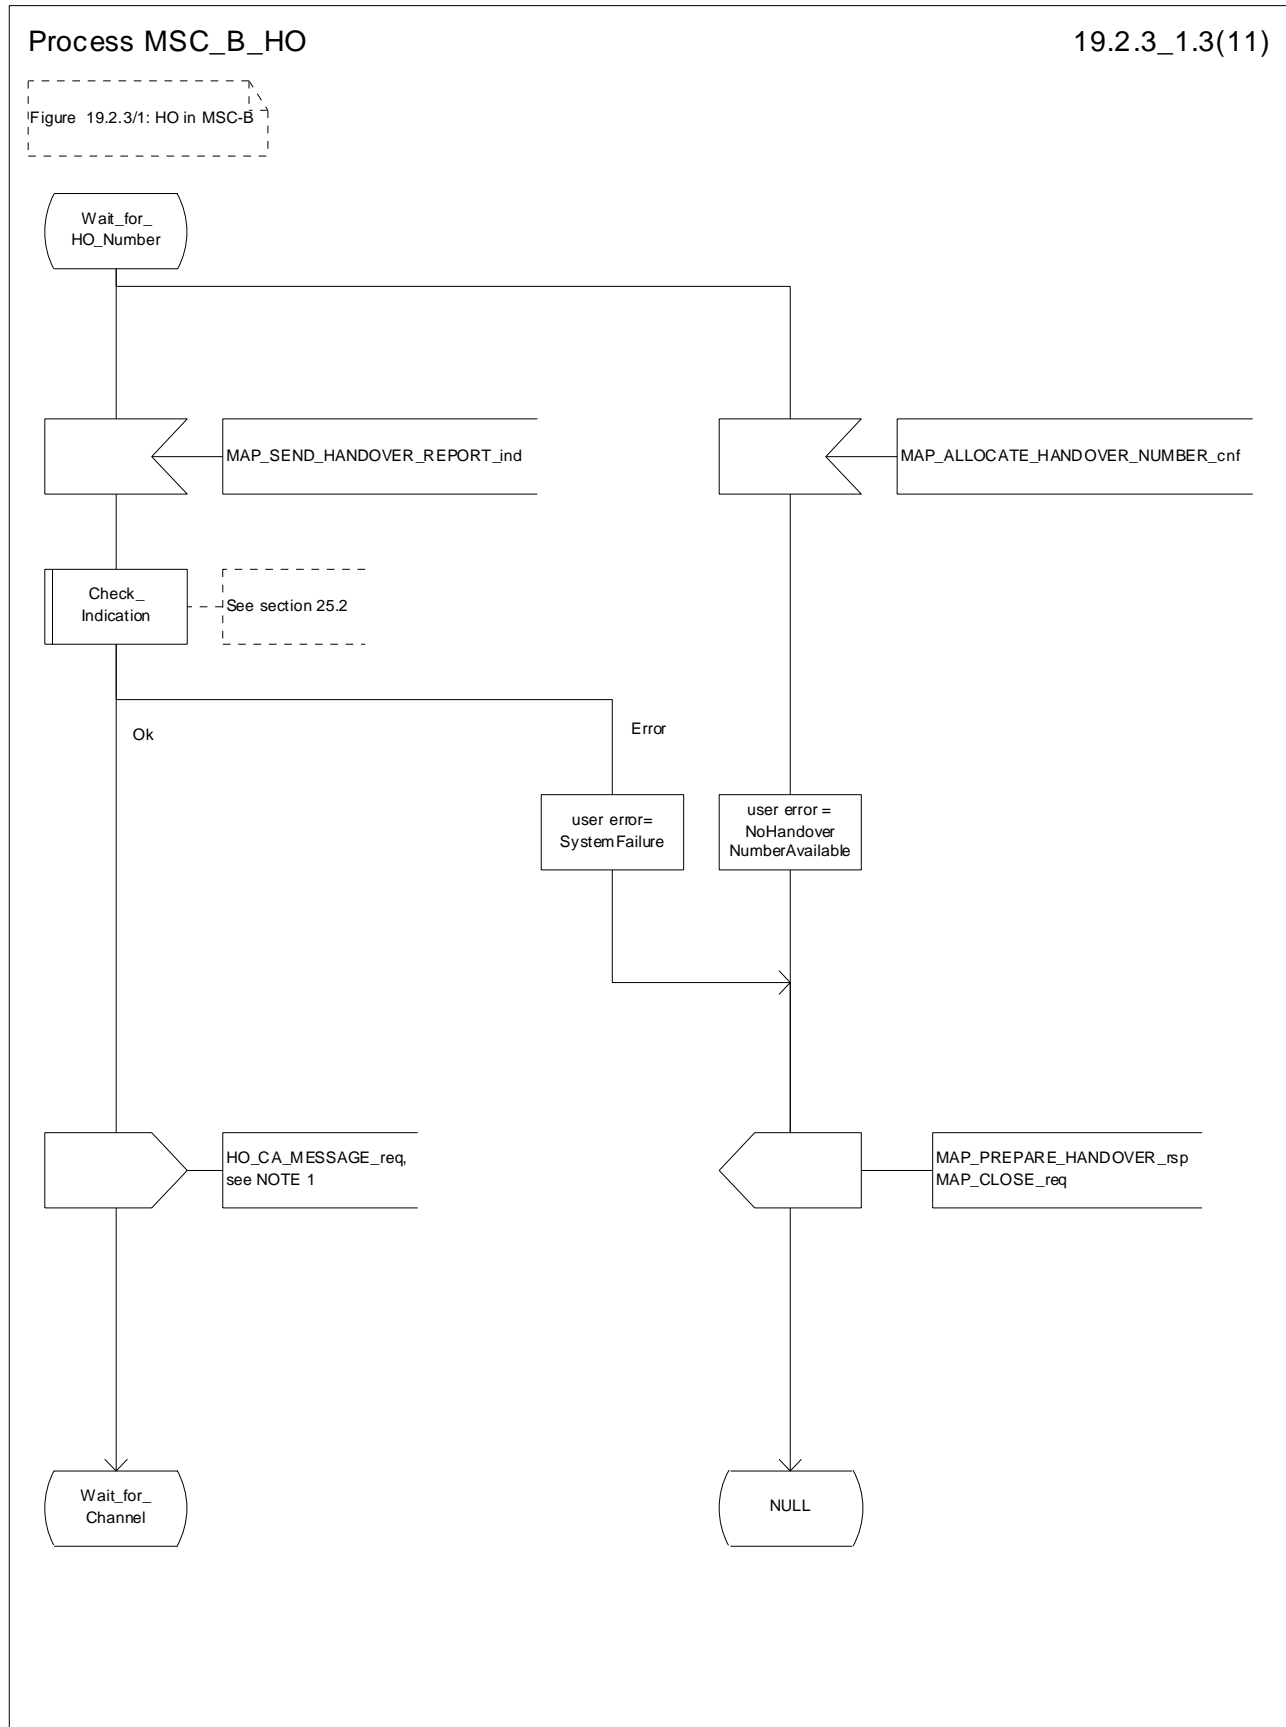 Process MSC_B_HO
19.2.3_1.3(11)
Figure 19.2.3/1: HO in MSC-B
Wait_for_
HO_Number
MAP_SEND_HANDOVER_REPORT_ind
MAP_ALLOCATE_HANDOVER_NUMBER_cnf
Check_
Indication
See section 25.2
Ok
Error
user error=
SystemFailure
user error =
NoHandover
NumberAvailable
HO_CA_MESSAGE_req,
see NOTE 1
MAP_PREPARE_HANDOVER_rsp
MAP_CLOSE_req
Wait_for_
Channel
NULL